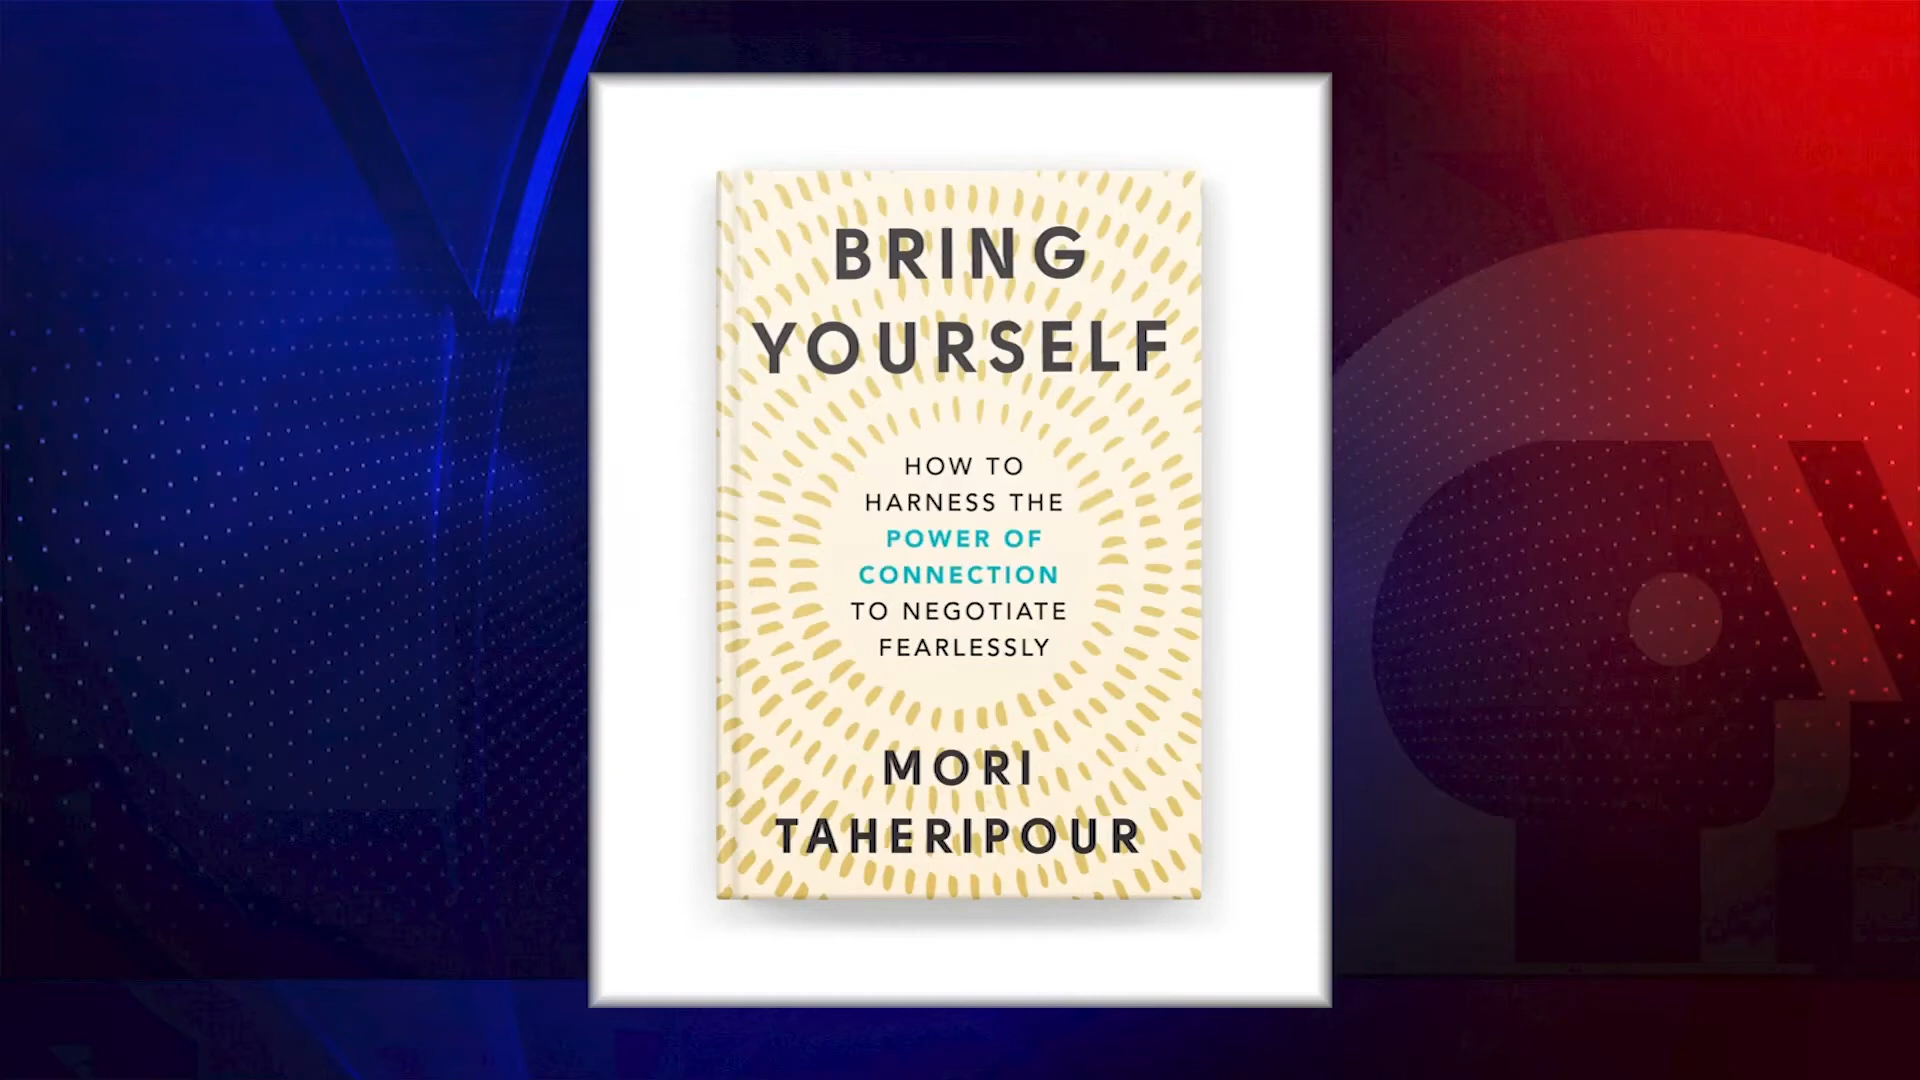 BRING
YOURSELF
HOW TO
HARNESS THE
POWER OF
CONNECTION
TO NEGOTIATE
FEARLESSLY
MORI
TAHERIPOUR